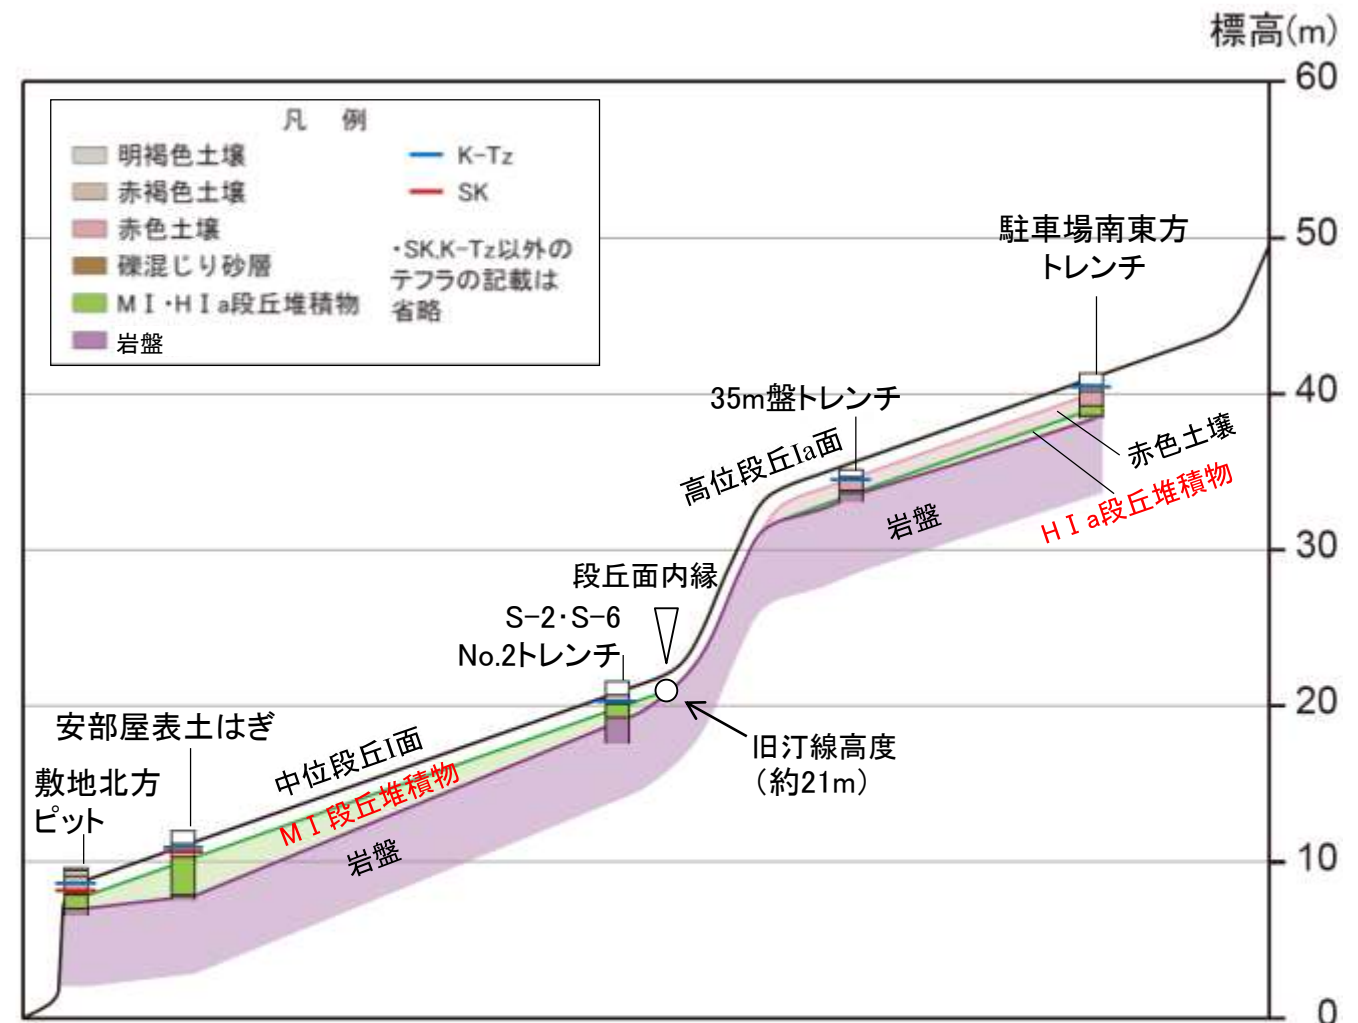 標高(m)
60
凡 例
明褐色土壌
赤褐色土壌
赤色土壌
礫混じり砂層
MⅠ・HⅠa段丘堆積物
岩盤
K-Tz
SK
・SK,K-Tz以外の
テフラの記載は
省略
50
駐車場南東方
トレンチ
40
35m盤トレンチ
高位段丘Ia面
赤色土壌
HⅠa段丘堆積物
岩盤
30
段丘面内縁
S-2・S-6
No.2トレンチ
20
旧汀線高度
(約21m)
安部屋表土はぎ
敷地北方
ピット
中位段丘I面
MⅠ段丘堆積物
岩盤
10
0